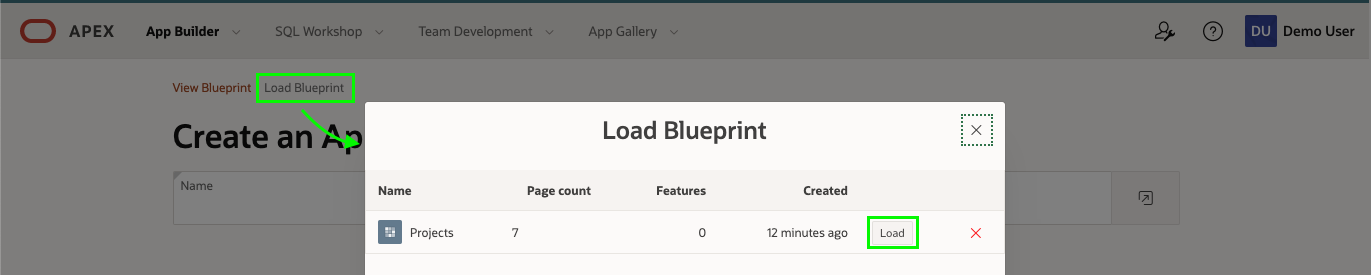 APEX App Builder SQL Workshop Team Development App Gallery DU Demo User
View Blueprint Load Blueprint
Create an Ap
Load Blueprint
Name
Name Page count Features Created
Projects 7 0 12 minutes ago Load